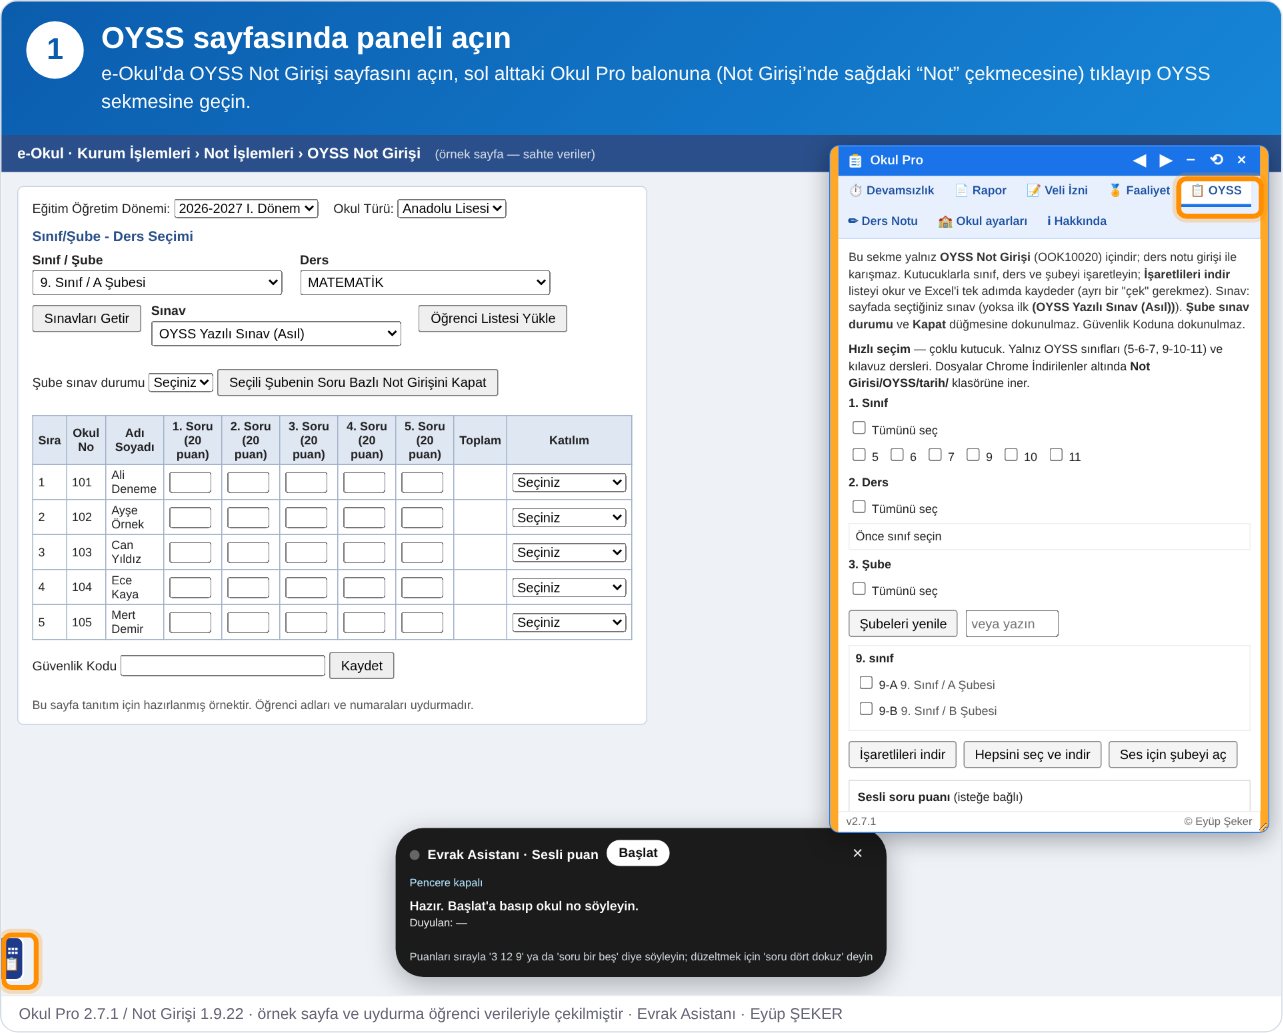 1
OYSS sayfasında paneli açın
e-Okul’da OYSS Not Girişi sayfasını açın, sol alttaki Okul Pro balonuna (Not Girişi’nde sağdaki “Not” çekmecesine) tıklayıp OYSS
sekmesine geçin.
e-Okul · Kurum İşlemleri › Not İşlemleri › OYSS Not Girişi (örnek sayfa — sahte veriler)
Eğitim Öğretim Dönemi: 2026-2027 I. Dönem Okul Türü: Anadolu Lisesi
Sınıf/Şube - Ders Seçimi
Sınıf / Şube Ders
9. Sınıf / A Şubesi MATEMATİK
Sınav
Sınavları Getir OYSS Yazılı Sınav (Asıl) Öğrenci Listesi Yükle
Şube sınav durumu Seçiniz Seçili Şubenin Soru Bazlı Not Girişini Kapat
Sıra Okul No Adı Soyadı 1. Soru (20 puan) 2. Soru (20 puan) 3. Soru (20 puan) 4. Soru (20 puan) 5. Soru (20 puan) Toplam Katılım
1 101 Ali Deneme Seçiniz
2 102 Ayşe Örnek Seçiniz
3 103 Can Yıldız Seçiniz
4 104 Ece Kaya Seçiniz
5 105 Mert Demir Seçiniz
Güvenlik Kodu Kaydet
Bu sayfa tanıtım için hazırlanmış örnektir. Öğrenci adları ve numaraları uydurmadır.
Okul Pro
Devamsızlık Rapor Veli İzni Faaliyet OYSS
Ders Notu Okul ayarları Hakkında
Bu sekme yalnız OYSS Not Girişi (OOK10020) içindir; ders notu girişi ile
karışmaz. Kutucuklarla sınıf, ders ve şubeyi işaretleyin; İşaretlileri indir
listeyi okur ve Excel'i tek adımda kaydeder (ayrı bir "çek" gerekmez). Sınav:
sayfada seçtiğiniz sınav (yoksa ilk (OYSS Yazılı Sınav (Asıl))). Şube sınav
durumu ve Kapat düğmesine dokunulmaz. Güvenlik Koduna dokunulmaz.
Hızlı seçim — çoklu kutucuk. Yalnız OYSS sınıfları (5-6-7, 9-10-11) ve
kılavuz dersleri. Dosyalar Chrome İndirilenler altında Not
Girisi/OYSS/tarih/ klasörüne iner.
1. Sınıf
Tümünü seç
5 6 7 9 10 11
2. Ders
Tümünü seç
Önce sınıf seçin
3. Şube
Tümünü seç
Şubeleri yenile veya yazın
9. sınıf
9-A 9. Sınıf / A Şubesi
9-B 9. Sınıf / B Şubesi
İşaretlileri indir Hepsini seç ve indir Ses için şubeyi aç
Sesli soru puanı (isteğe bağlı)
v2.7.1 © Eyüp Şeker
Evrak Asistanı · Sesli puan Başlat
Pencere kapalı
Hazır. Başlat'a basıp okul no söyleyin.
Duyulan: —
Puanları sırayla '3 12 9' ya da 'soru bir beş' diye söyleyin; düzeltmek için 'soru dört dokuz' deyin
Okul Pro 2.7.1 / Not Girişi 1.9.22 · örnek sayfa ve uydurma öğrenci verileriyle çekilmiştir · Evrak Asistanı · Eyüp ŞEKER